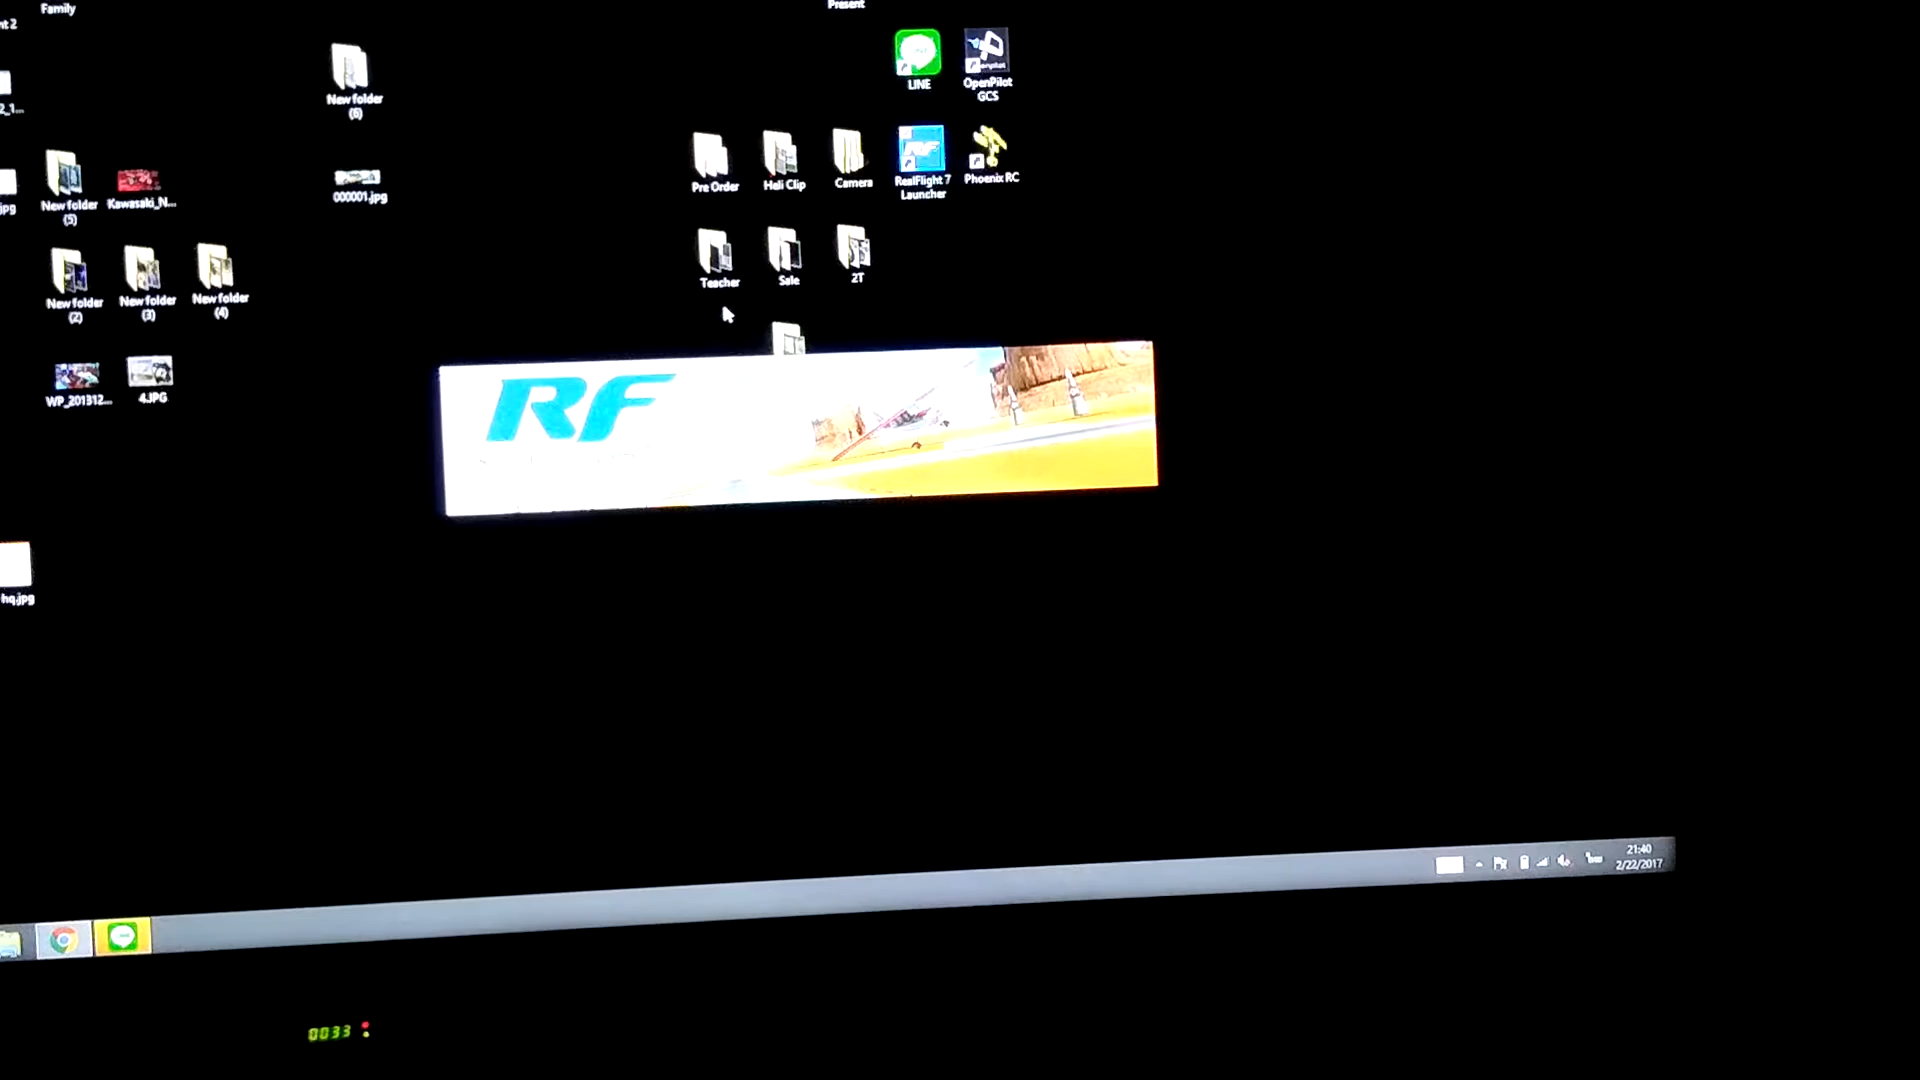 Family
Present
New folder
(6)
LINE
OpenPilot
GCS
New folder
(5)
Kawasaki_N...
000001.jpg
Pre Order
Heli Clip
Camera
RF
RealFlight 7
Launcher
Phoenix RC
New folder
(2)
New folder
(3)
New folder
(4)
Teacher
Sale
2T
WP_201312...
4.JPG
RF
hq.jpg
21:40
2/22/2017
0033